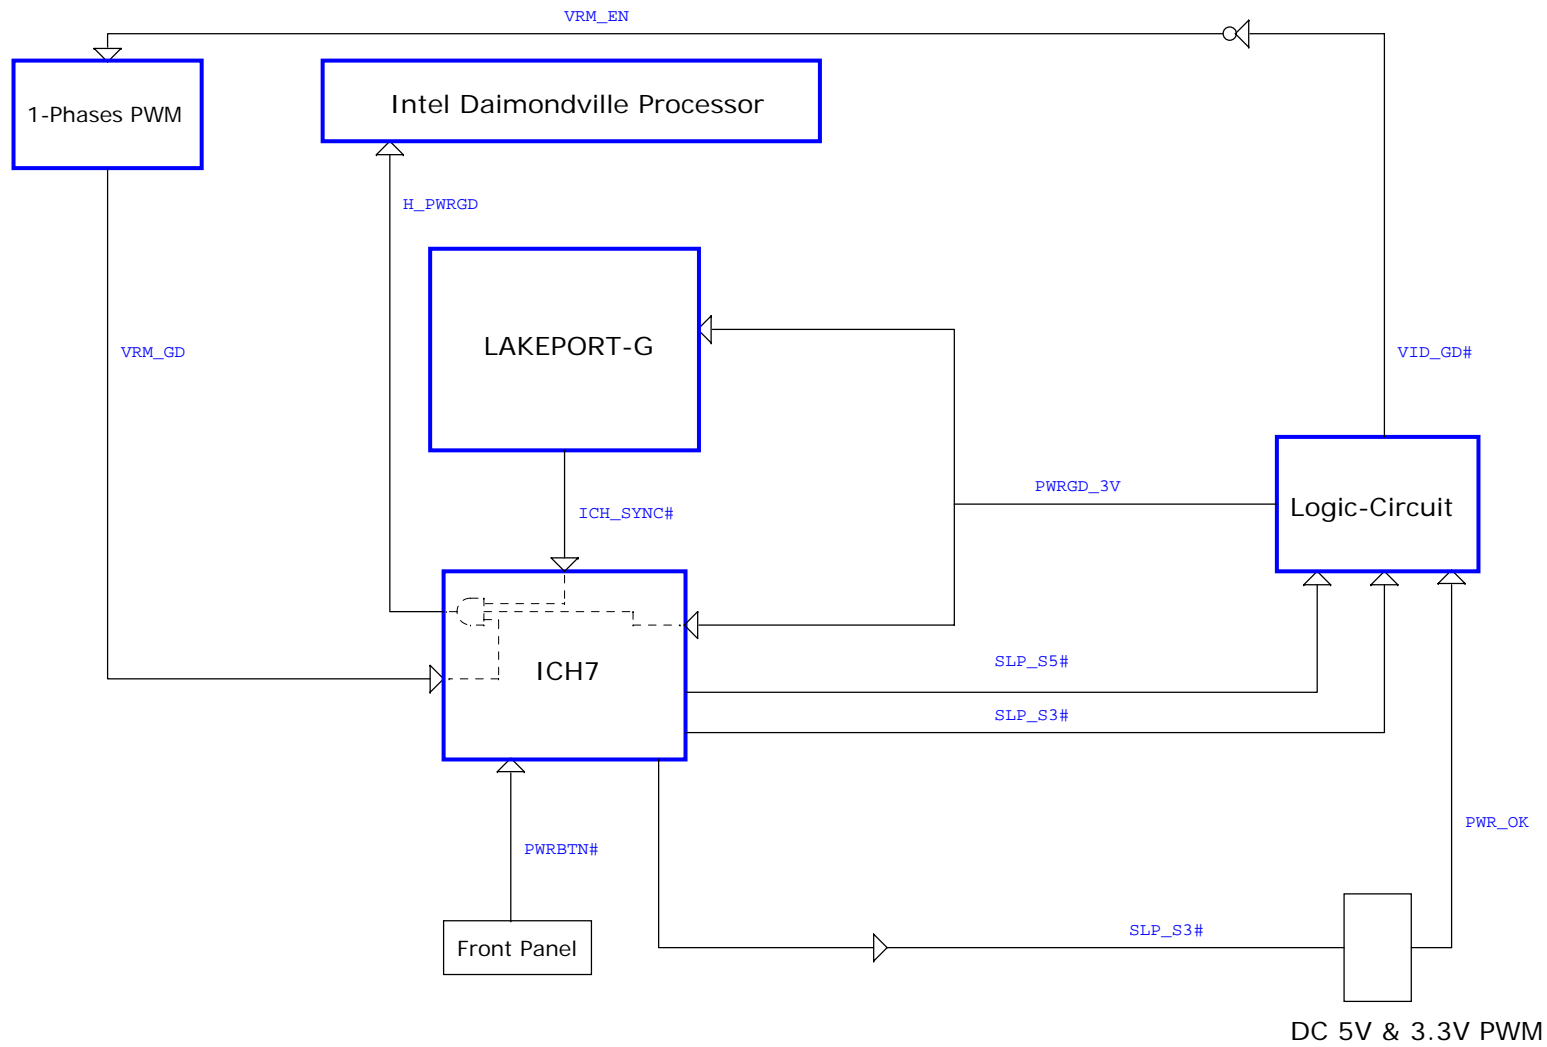 VRM_EN
1-Phases PWM
Intel Daimondville Processor
H_PWRGD
LAKEPORT-G
VRM_GD
VID_GD#
PWRGD_3V
Logic-Circuit
ICH_SYNC#
ICH7
SLP_S5#
SLP_S3#
PWR_OK
PWRBTN#
Front Panel
SLP_S3#
DC 5V & 3.3V PWM